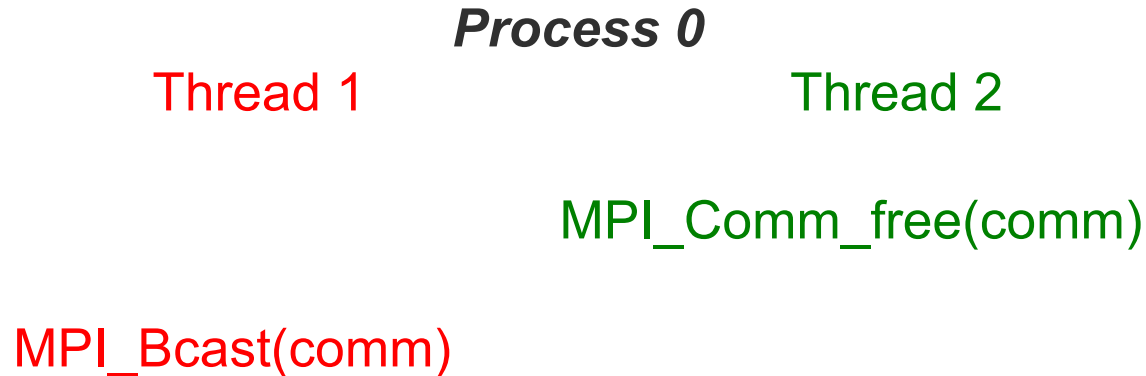 Process 0
Thread 1 Thread 2
MPI_Comm_free(comm)
MPI_Bcast(comm)